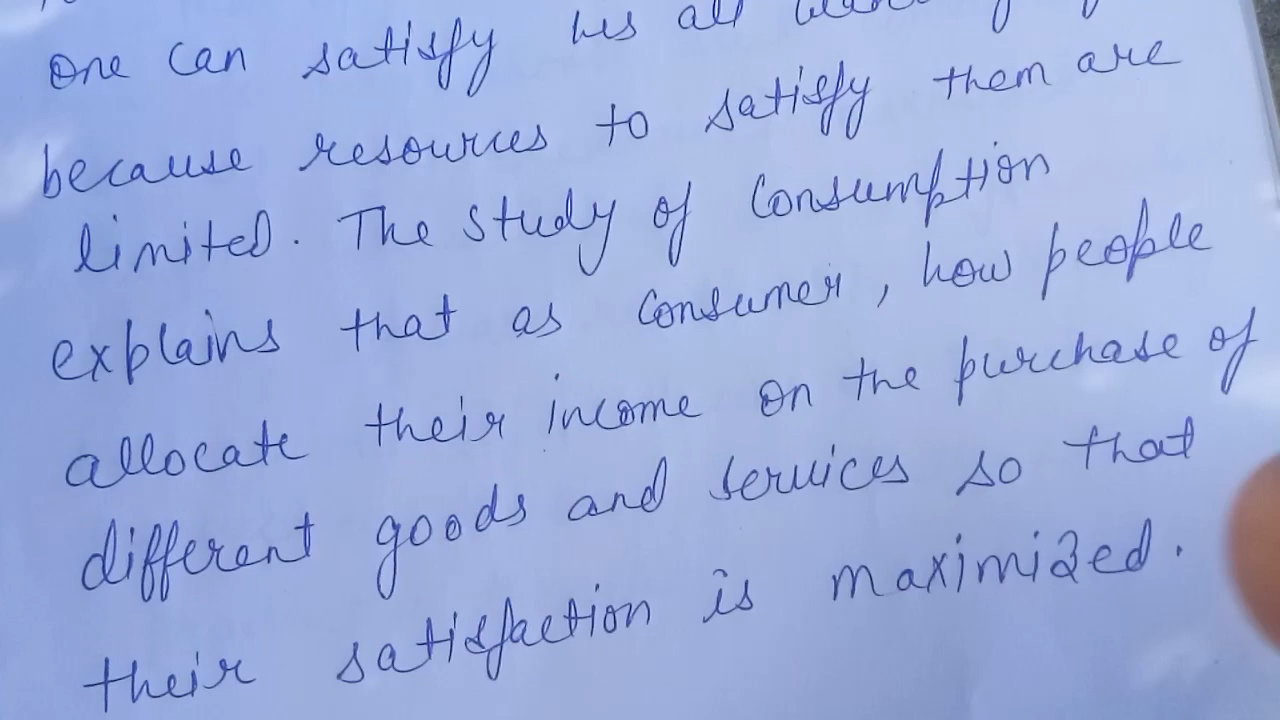 one can satisfy his all
because resources to satisfy them are
limited. The study of Consumption
explains that as Consumer, how people
allocate their income on the purchase of
different goods and services so that
their satisfaction is maximized.